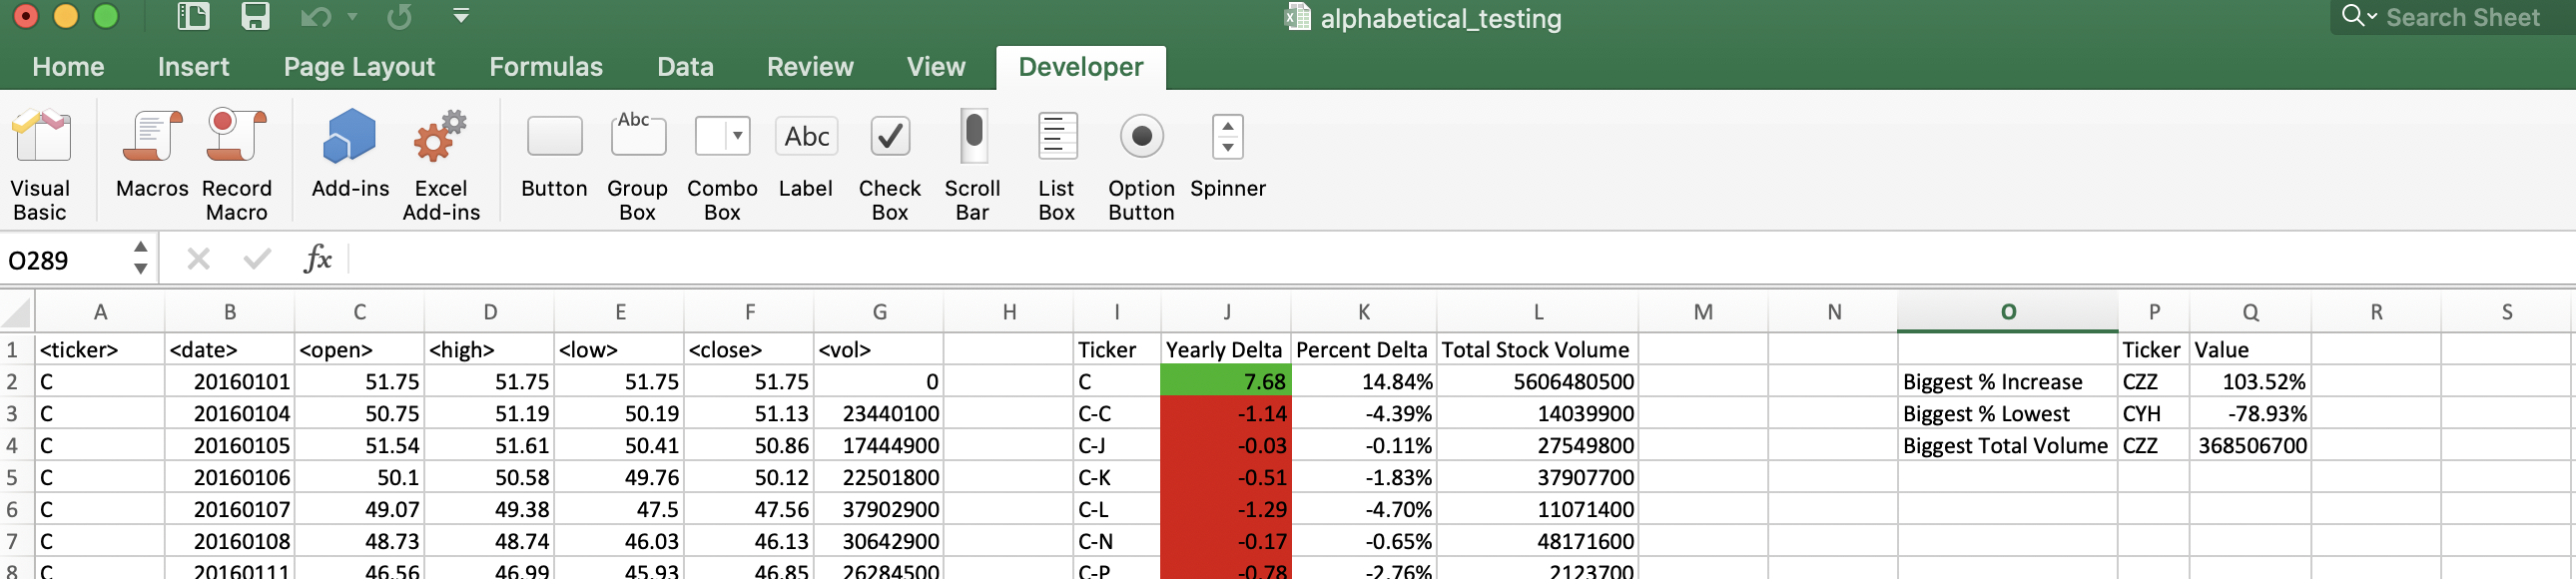 alphabetical_testing
Search Sheet
Home Insert Page Layout Formulas Data Review View Developer
Abc
Abc
Visual Basic
Macros
Record Macro
Add-ins
Excel Add-ins
Button
Group Box
Combo Box
Label
Check Box
Scroll Bar
List Box
Option Button
Spinner
O289 fx
A B C D E F G H I J K L M N O P Q R S
1 <ticker> <date> <open> <high> <low> <close> <vol> Ticker Yearly Delta Percent Delta Total Stock Volume Ticker Value
2 C 20160101 51.75 51.75 51.75 51.75 0 C 7.68 14.84% 5606480500 Biggest % Increase CZZ 103.52%
3 C 20160104 50.75 51.19 50.19 51.13 23440100 C-C -1.14 -4.39% 14039900 Biggest % Lowest CYH -78.93%
4 C 20160105 51.54 51.61 50.41 50.86 17444900 C-J -0.03 -0.11% 27549800 Biggest Total Volume CZZ 368506700
5 C 20160106 50.1 50.58 49.76 50.12 22501800 C-K -0.51 -1.83% 37907700
6 C 20160107 49.07 49.38 47.5 47.56 37902900 C-L -1.29 -4.70% 11071400
7 C 20160108 48.73 48.74 46.03 46.13 30642900 C-N -0.17 -0.65% 48171600
8 C 20160111 46.56 46.99 45.93 46.85 26284500 C-P -0.78 -2.76% 2123700